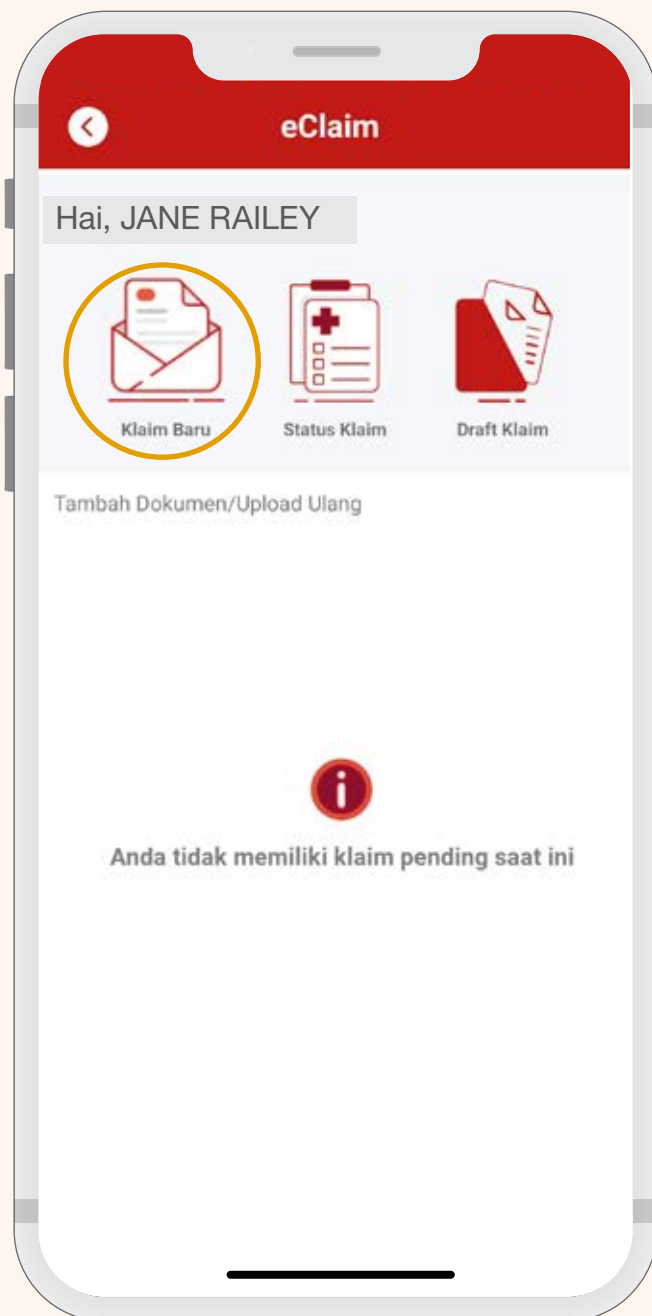 eClaim
Hai, JANE RAILEY
Klaim Baru
Status Klaim
Draft Klaim
Tambah Dokumen/Upload Ulang
i
Anda tidak memiliki klaim pending saat ini